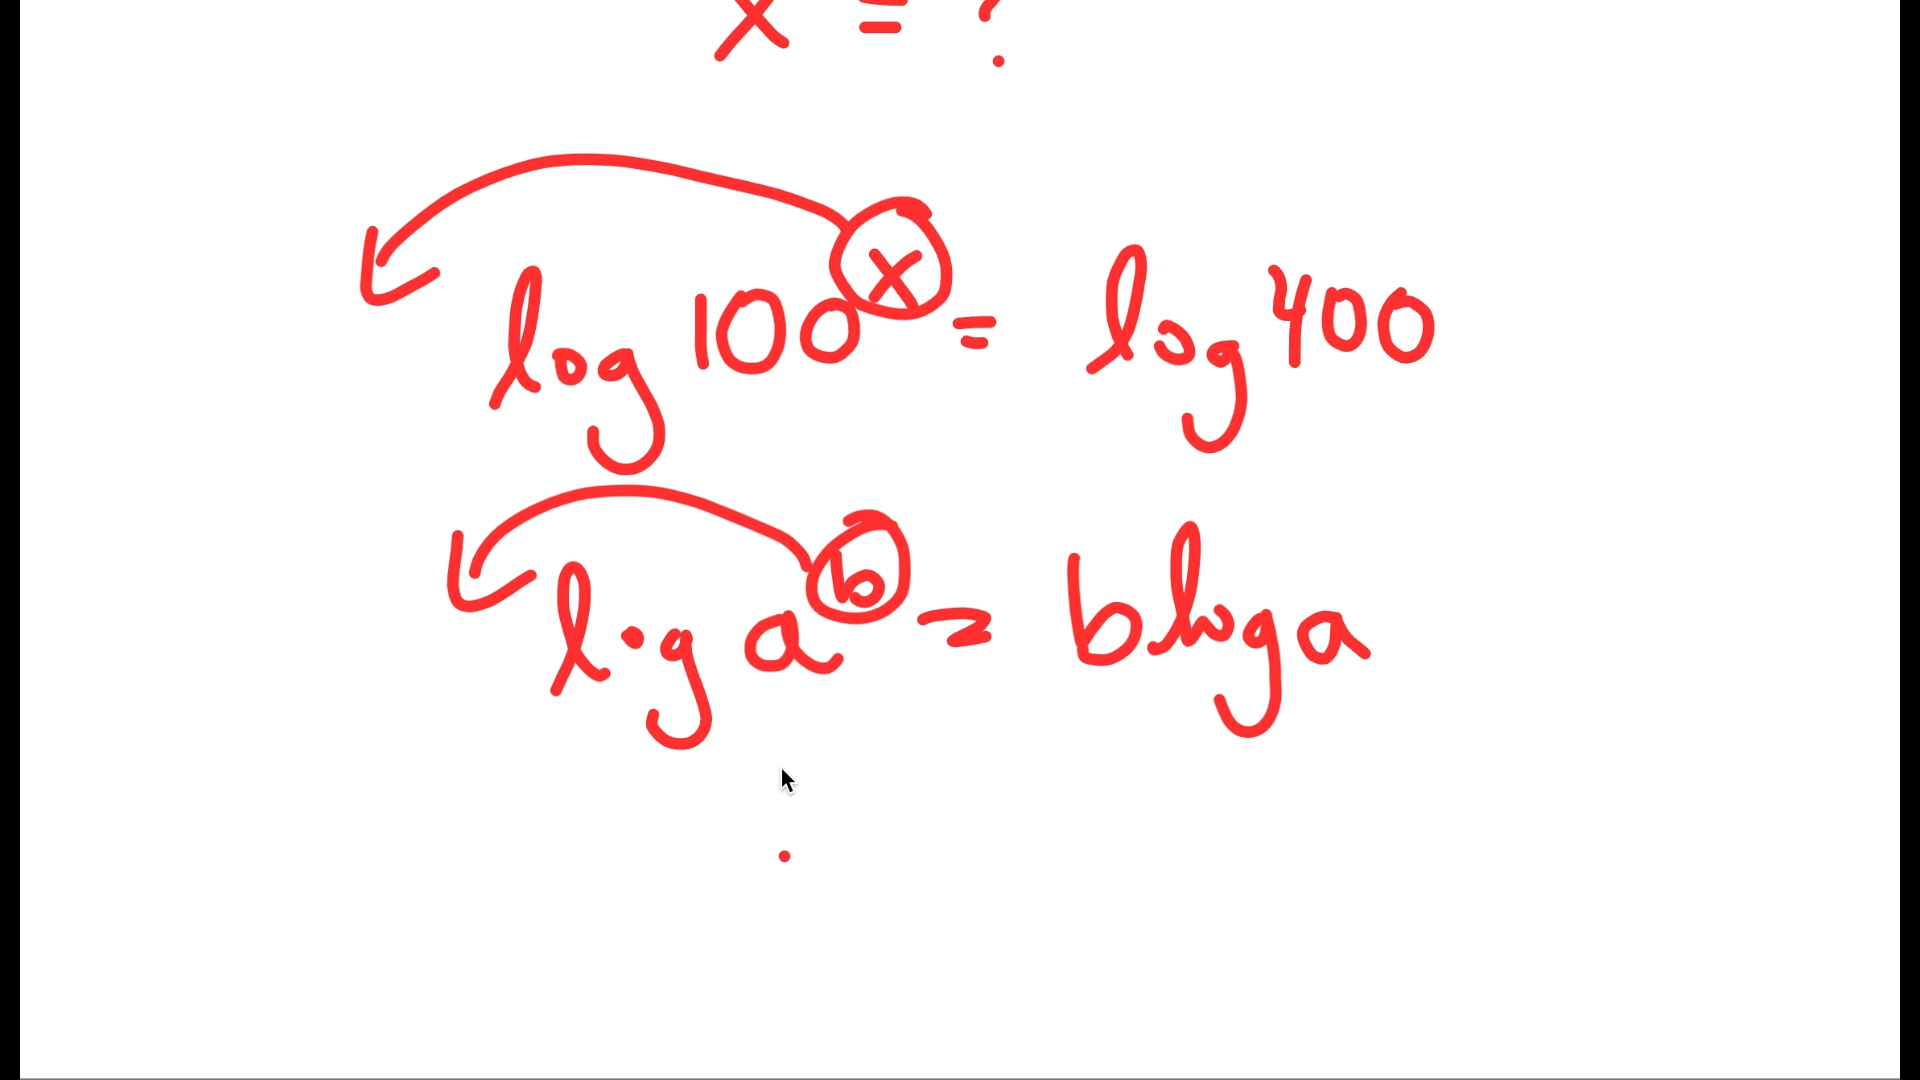 x = ?
log 100^x = log 400
log a^b = b log a